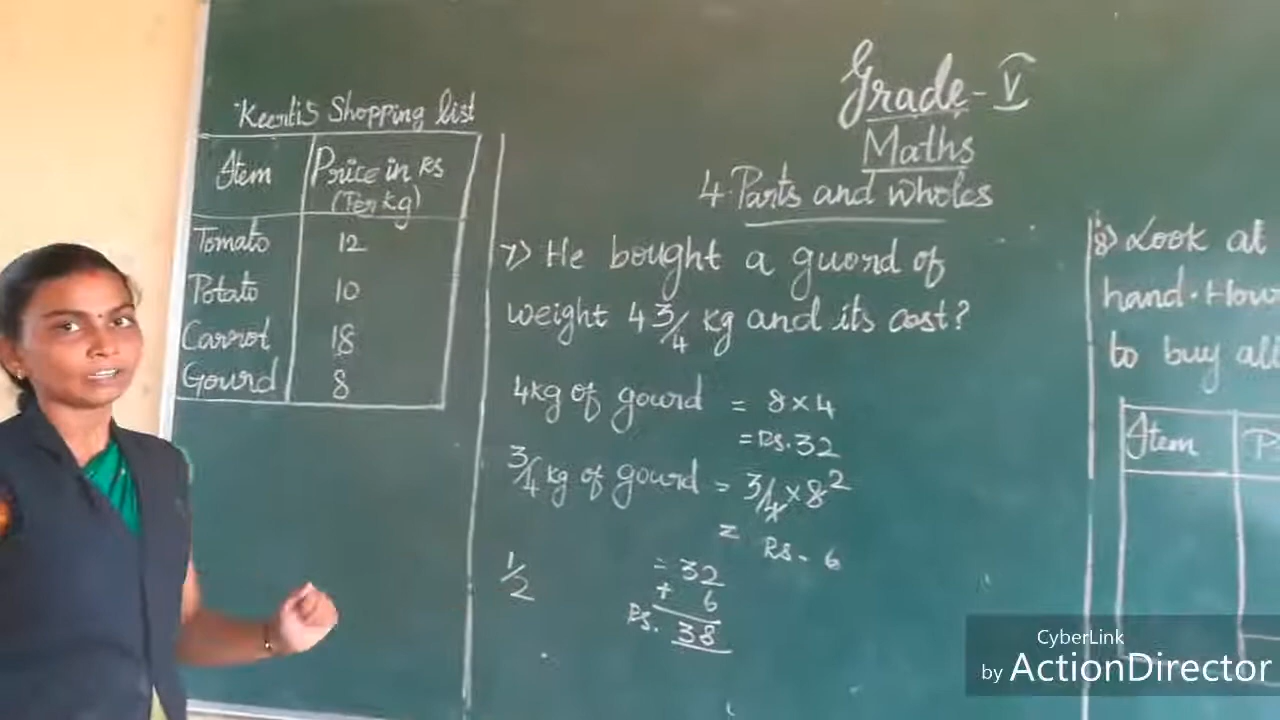 Keerti's Shopping list
Item Price in Rs
(Per kg)
Tomato 12
Potato 10
Carrot 18
Gourd 8
Grade - V
Maths
4. Parts and wholes
7) He bought a guord of
weight 4 3/4 kg and its cost?
4kg of gourd = 8 × 4
= Rs. 32
3/4 kg of gourd = 3/4 × 8 2
= Rs. 6
1/2
= 32
+ 6
Rs. 38
8) Look at
hand. How
to buy all
Item P
CyberLink
by ActionDirector